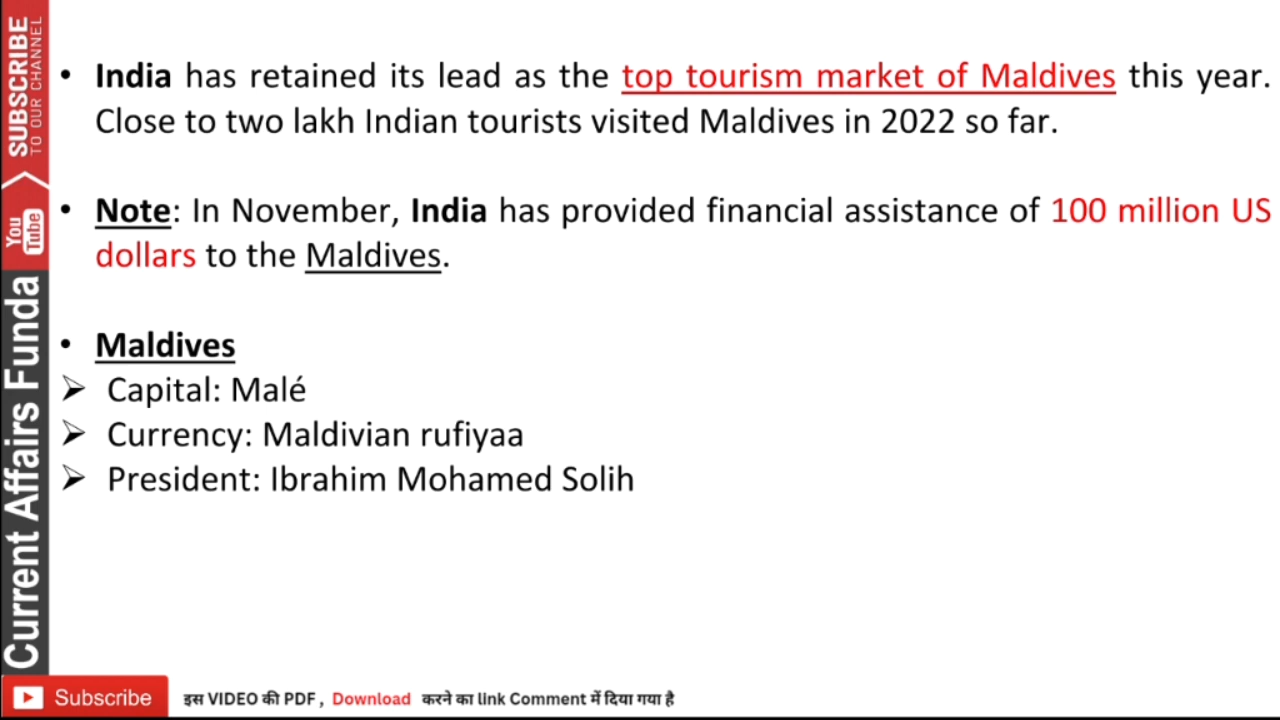 • India has retained its lead as the top tourism market of Maldives this year.
Close to two lakh Indian tourists visited Maldives in 2022 so far.
• Note: In November, India has provided financial assistance of 100 million US
dollars to the Maldives.
• Maldives
➢ Capital: Malé
➢ Currency: Maldivian rufiyaa
➢ President: Ibrahim Mohamed Solih
SUBSCRIBE
TO OUR CHANNEL
You
Tube
Current Affairs Funda
Subscribe
इस VIDEO की PDF , Download करने का link Comment में दिया गया है